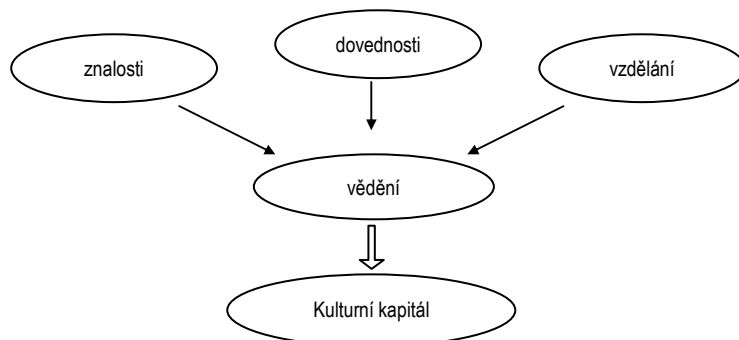 dovednosti
znalosti
vzdělání
vědění
Kulturní kapitál